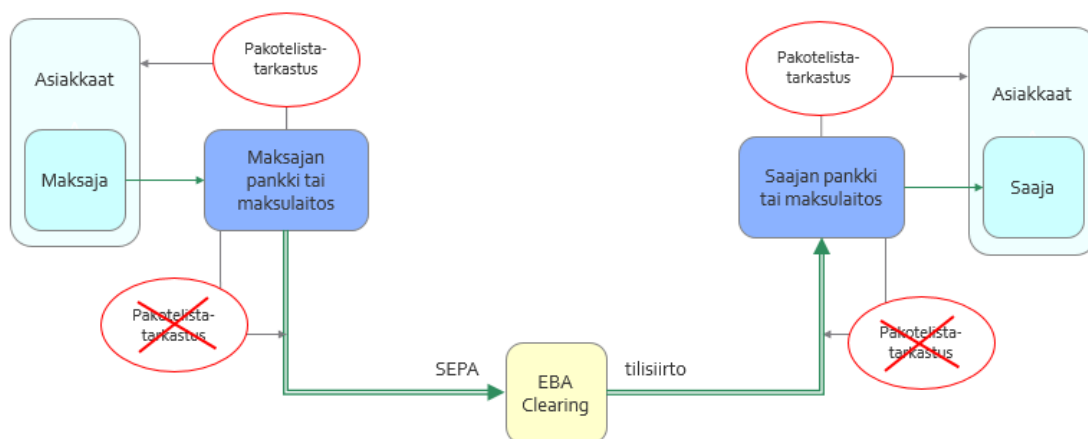 Asiakkaat
Pakotelista-
tarkastus
Maksaja
Maksajan
pankki tai
maksulaitos
Pakotelista-
tarkastus
SEPA
EBA
Clearing
tilisiirto
Pakotelista-
tarkastus
Saajan pankki
tai maksulaitos
Asiakkaat
Saaja
Pakotelista-
tarkastus